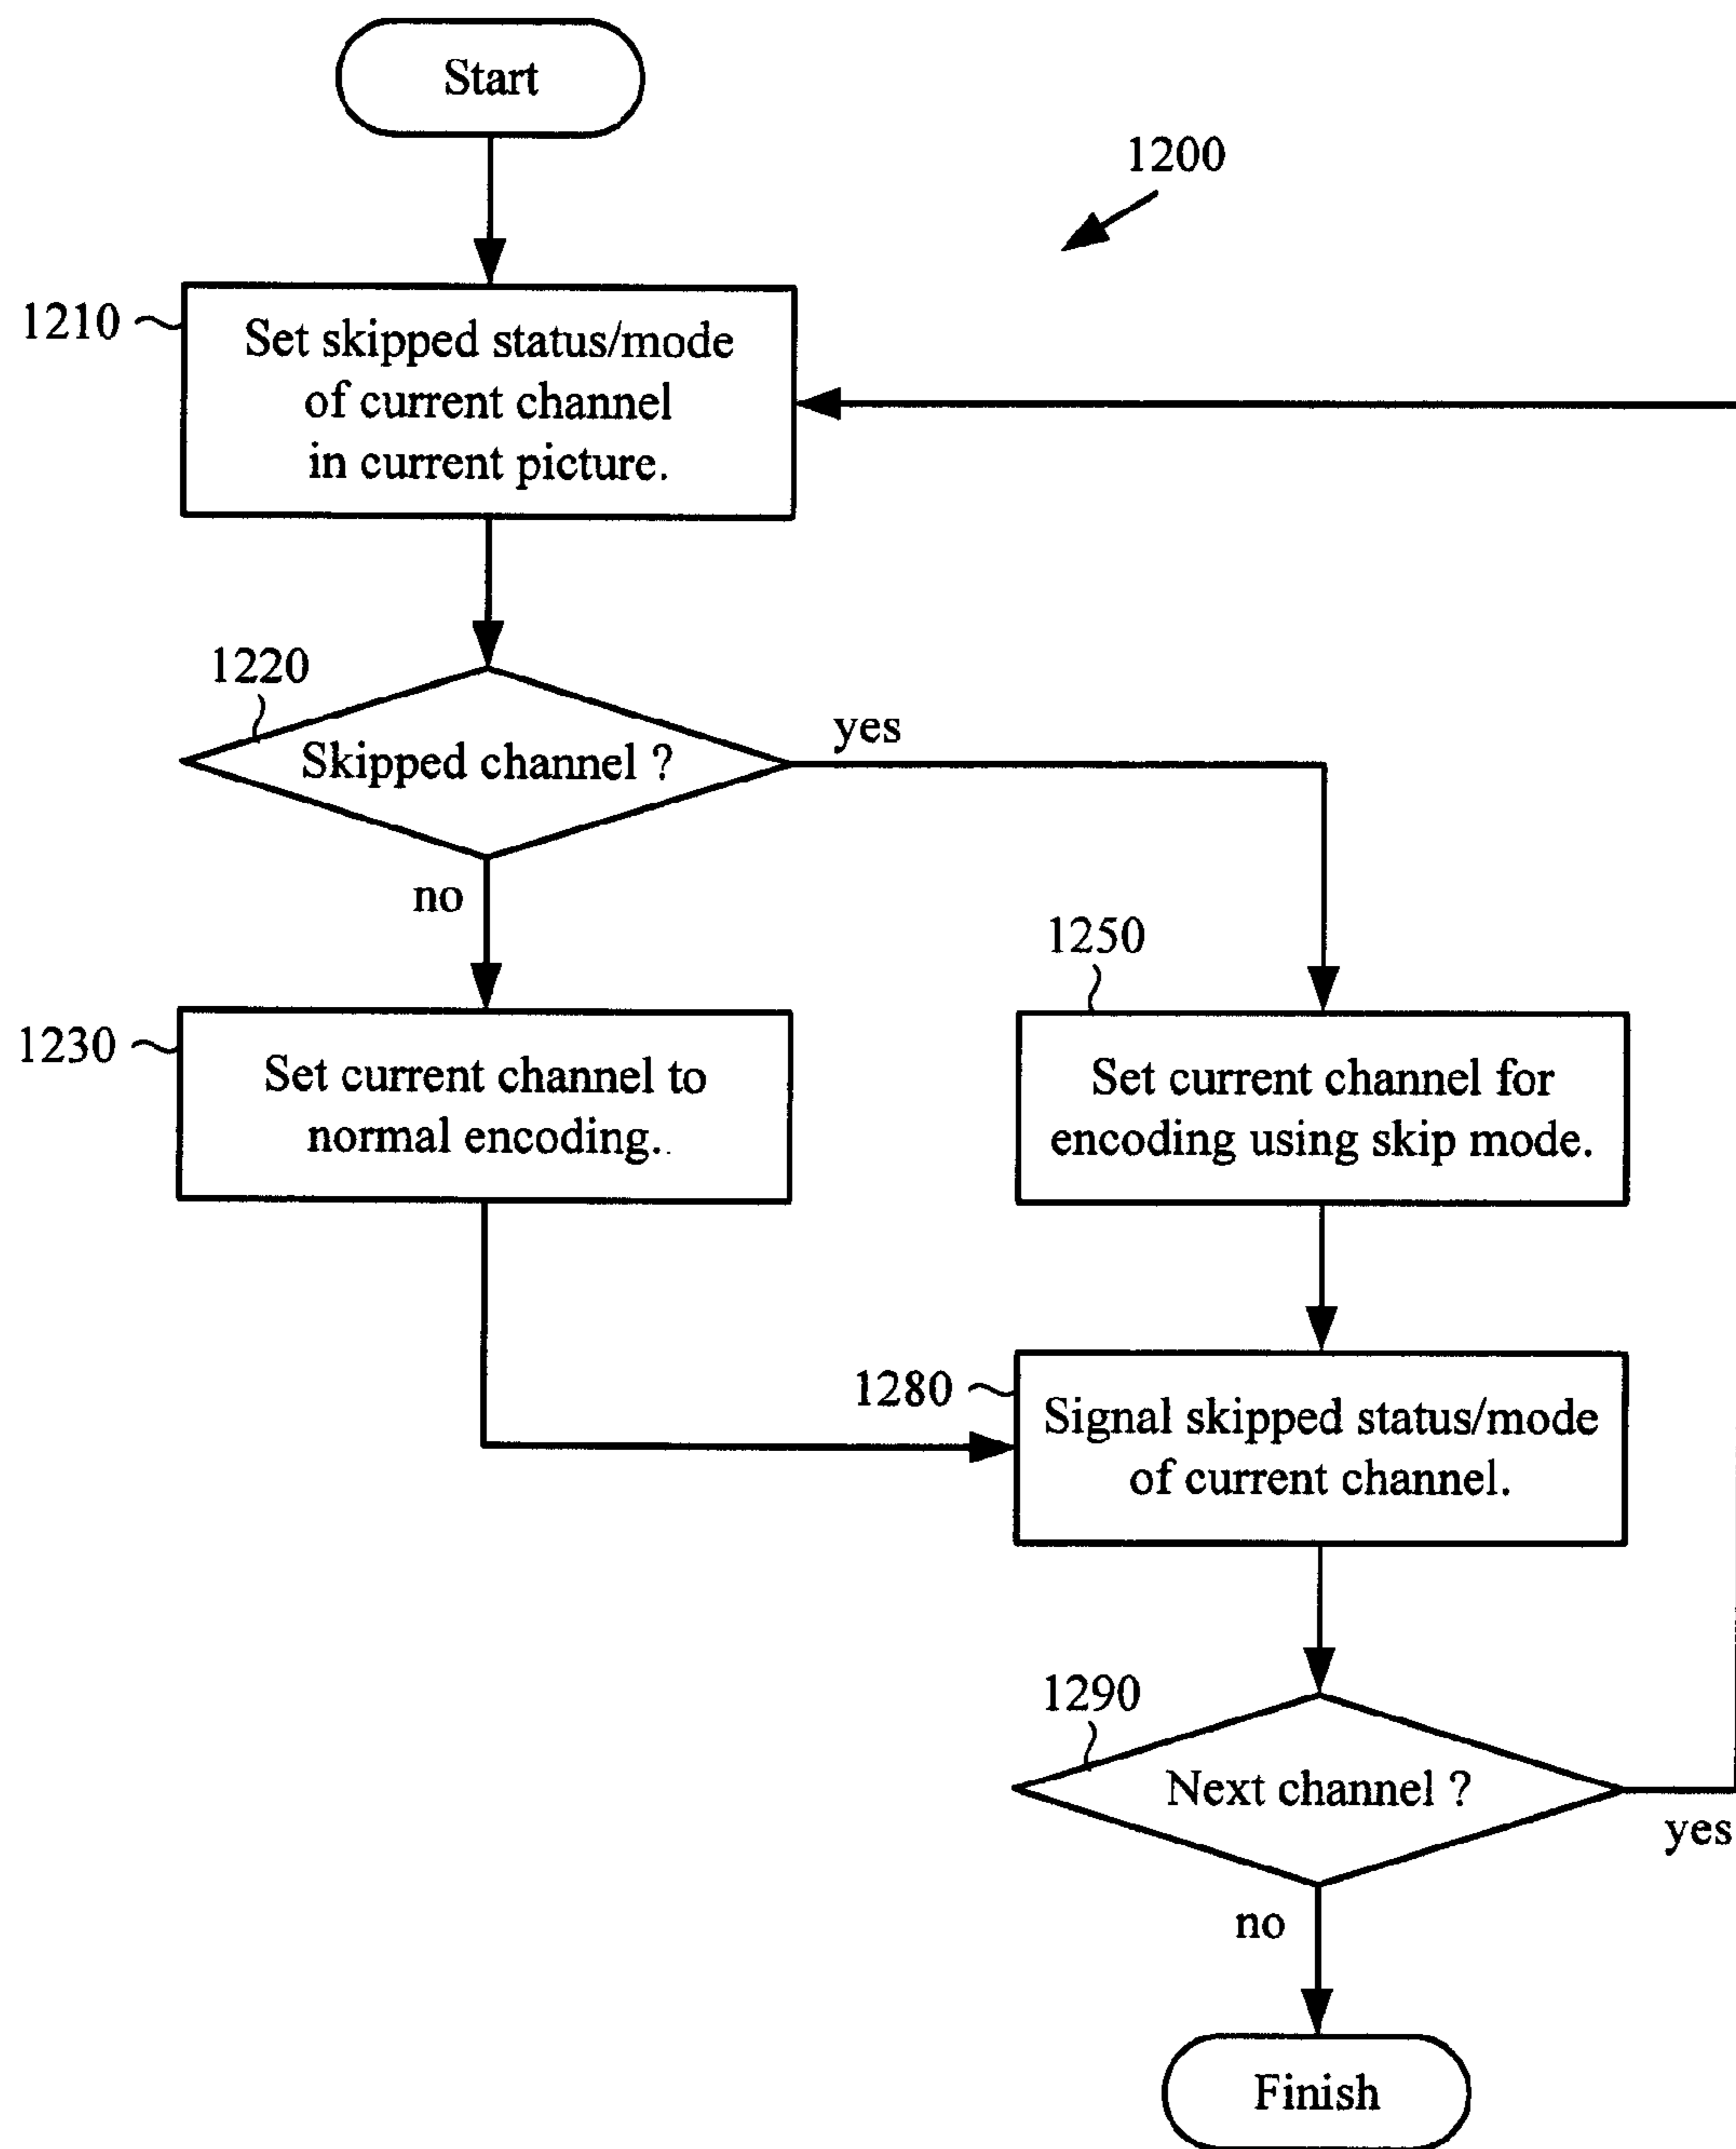 Start
1200
1210
Set skipped status/mode
of current channel
in current picture.
1220
Skipped channel ?
yes
no
1250
1230
Set current channel to
normal encoding..
Set current channel for
encoding using skip mode.
1280
Signal skipped status/mode
of current channel.
1290
Next channel ?
yes
no
Finish